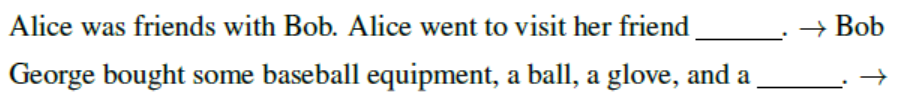 Alice was friends with Bob. Alice went to visit her friend ______. → Bob
George bought some baseball equipment, a ball, a glove, and a ______. →